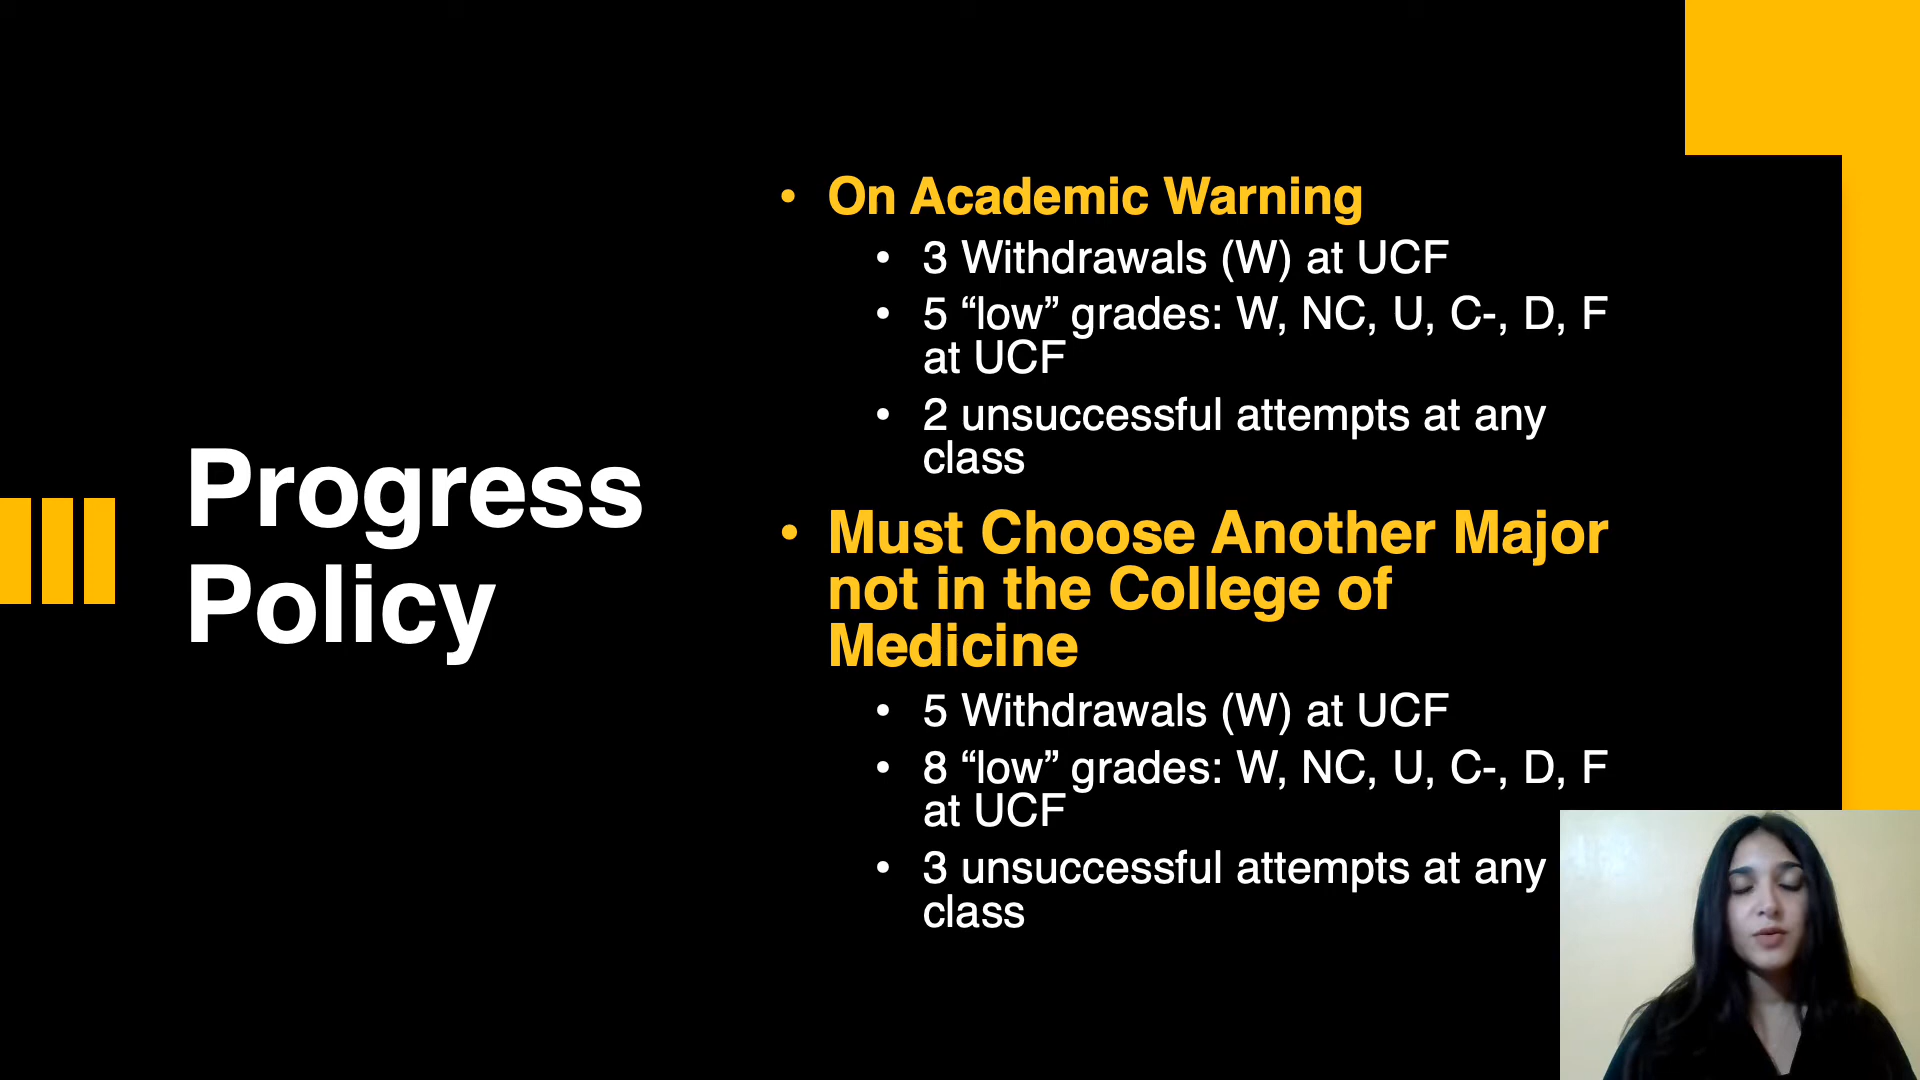 Progress
Policy
• On Academic Warning
• 3 Withdrawals (W) at UCF
• 5 “low” grades: W, NC, U, C-, D, F
at UCF
• 2 unsuccessful attempts at any
class
• Must Choose Another Major
not in the College of
Medicine
• 5 Withdrawals (W) at UCF
• 8 “low” grades: W, NC, U, C-, D, F
at UCF
• 3 unsuccessful attempts at any
class